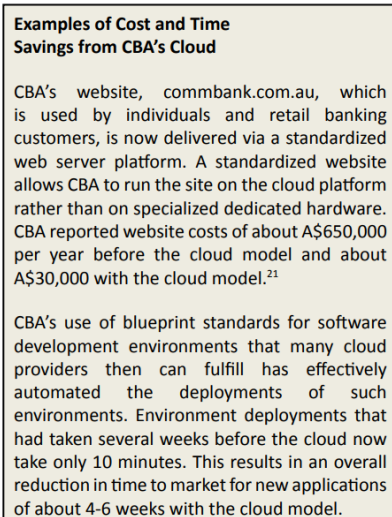 Examples of Cost and Time
Savings from CBA’s Cloud
CBA’s website, commbank.com.au, which
is used by individuals and retail banking
customers, is now delivered via a standardized
web server platform. A standardized website
allows CBA to run the site on the cloud platform
rather than on specialized dedicated hardware.
CBA reported website costs of about A$650,000
per year before the cloud model and about
A$30,000 with the cloud model.21
CBA’s use of blueprint standards for software
development environments that many cloud
providers then can fulfill has effectively
automated the deployments of such
environments. Environment deployments that
had taken several weeks before the cloud now
take only 10 minutes. This results in an overall
reduction in time to market for new applications
of about 4-6 weeks with the cloud model.